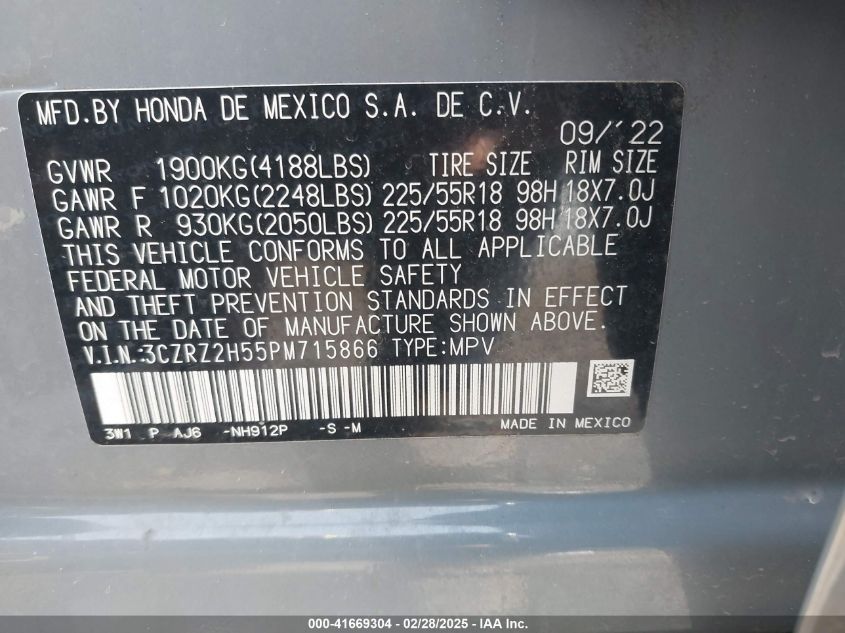 MFD.BY HONDA DE MEXICO S.A. DE C.V.
09/'22
GVWR 1900KG(4188LBS) TIRE SIZE RIM SIZE
GAWR F 1020KG(2248LBS) 225/55R18 98H 18X7.0J
GAWR R 930KG(2050LBS) 225/55R18 98H 18X7.0J
THIS VEHICLE CONFORMS TO ALL APPLICABLE
FEDERAL MOTOR VEHICLE SAFETY
AND THEFT PREVENTION STANDARDS IN EFFECT
ON THE DATE OF MANUFACTURE SHOWN ABOVE.
V.I.N.:3CZRZ2H55PM715866 TYPE:MPV
3W1 P AJ6 -NH912P -S -M MADE IN MEXICO
000-41669304 - 02/28/2025 - IAA Inc.